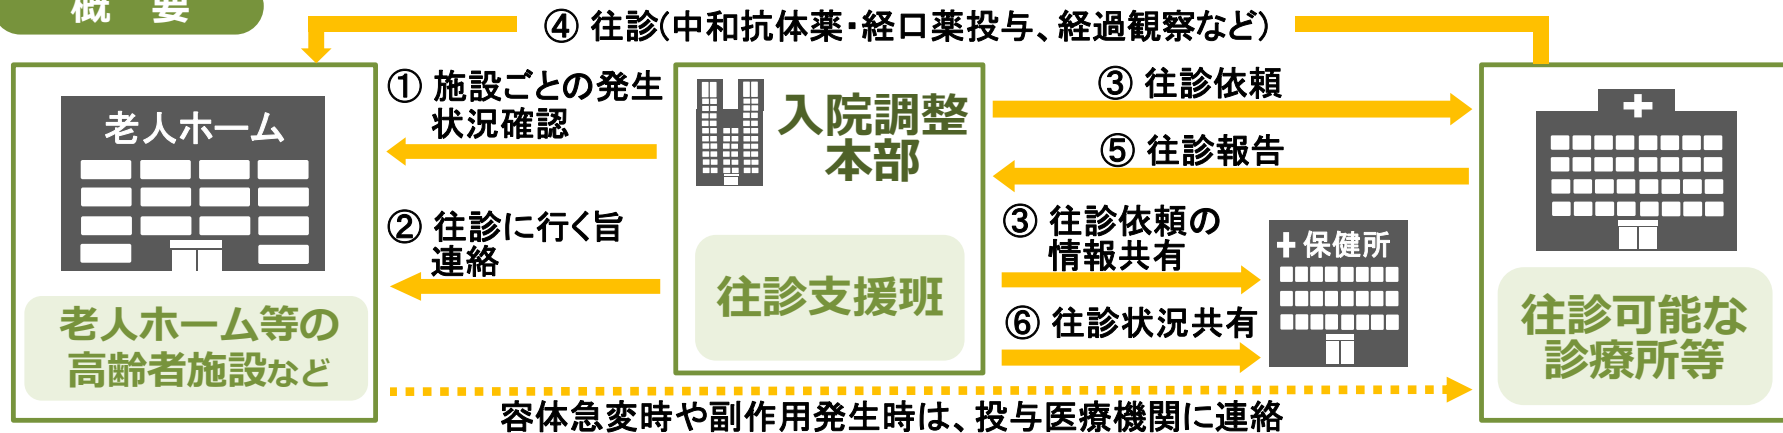 概　要
④ 往診(中和抗体薬・経口薬投与、経過観察など)
① 施設ごとの発生
状況確認
② 往診に行く旨
連絡
老人ホーム
老人ホーム等の
高齢者施設など
入院調整
本部
往診支援班
③ 往診依頼
⑤ 往診報告
③ 往診依頼の
情報共有
⑥ 往診状況共有
保健所
往診可能な
診療所等
容体急変時や副作用発生時は、投与医療機関に連絡